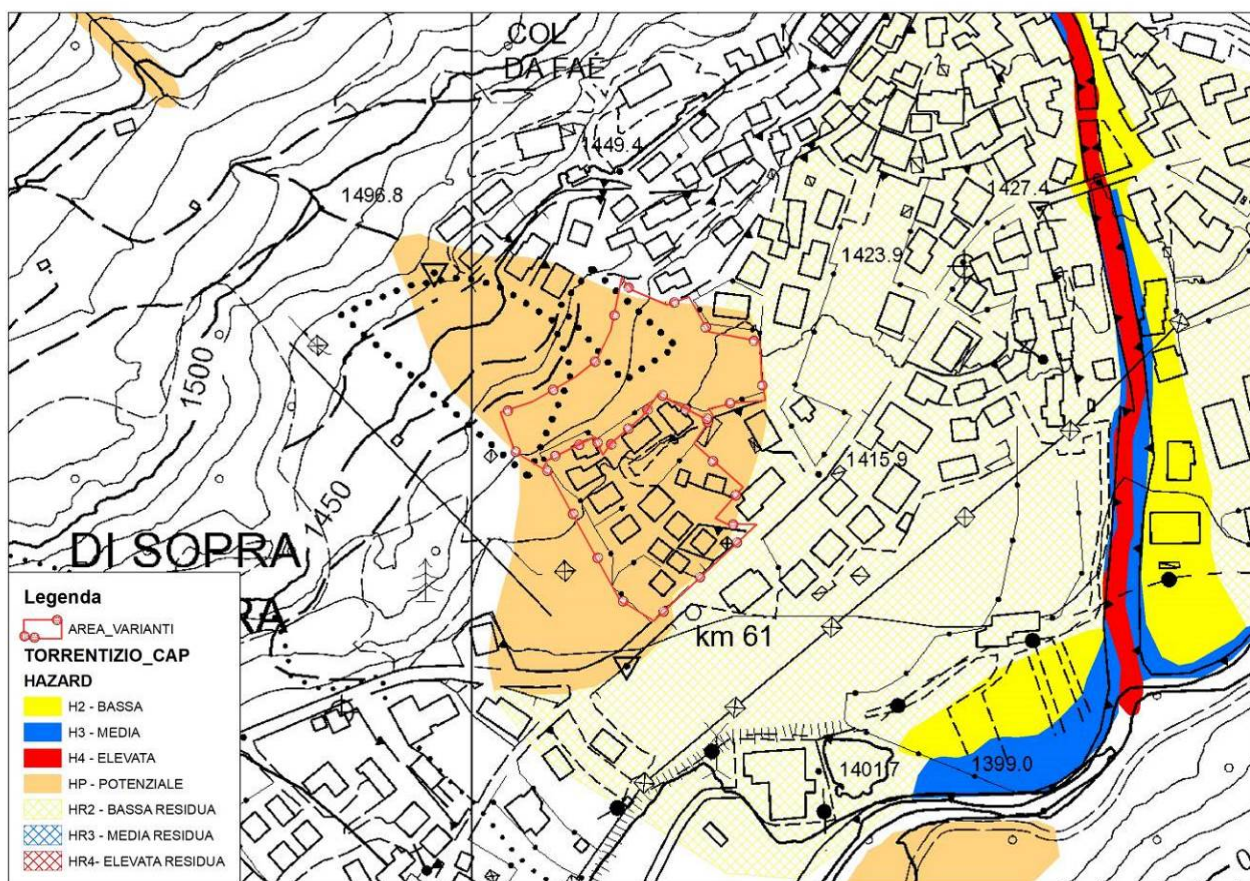 COL
DA FAÈ
1449.4
1496.8
1427.4
1423.9
1500
1415.9
1450
DI SOPRA
RA
km 61
1401.7
1399.0
Legenda
AREA_VARIANTI
TORRENTIZIO_CAP
HAZARD
H2 - BASSA
H3 - MEDIA
H4 - ELEVATA
HP - POTENZIALE
HR2 - BASSA RESIDUA
HR3 - MEDIA RESIDUA
HR4- ELEVATA RESIDUA